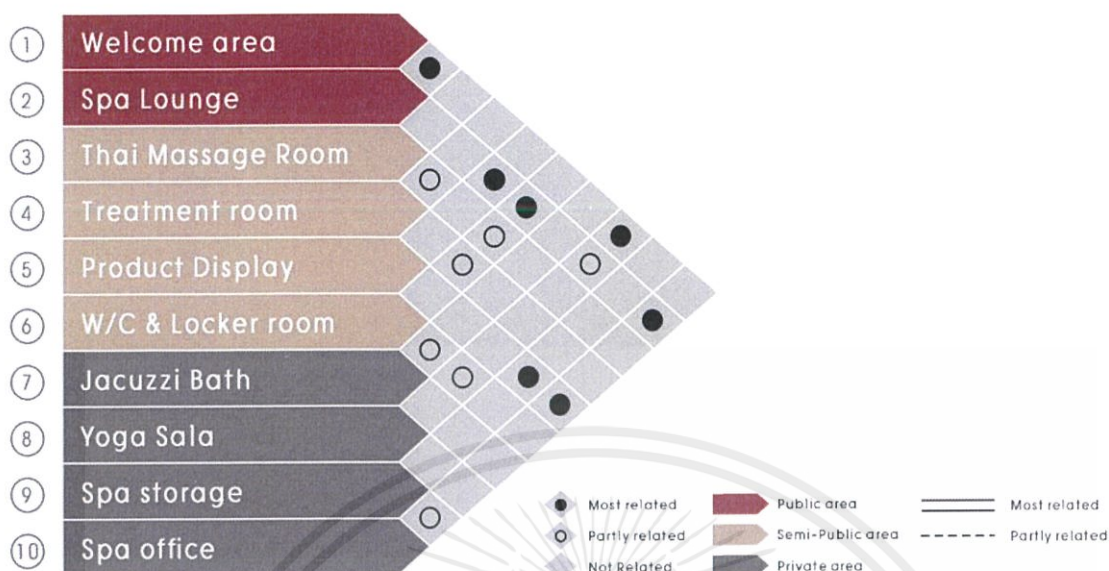 1 Welcome area
2 Spa Lounge
3 Thai Massage Room
4 Treatment room
5 Product Display
6 W/C & Locker room
7 Jacuzzi Bath
8 Yoga Sala
9 Spa storage
10 Spa office
Most related Public area Most related
Partly related Semi-Public area Partly related
Not Related Private area